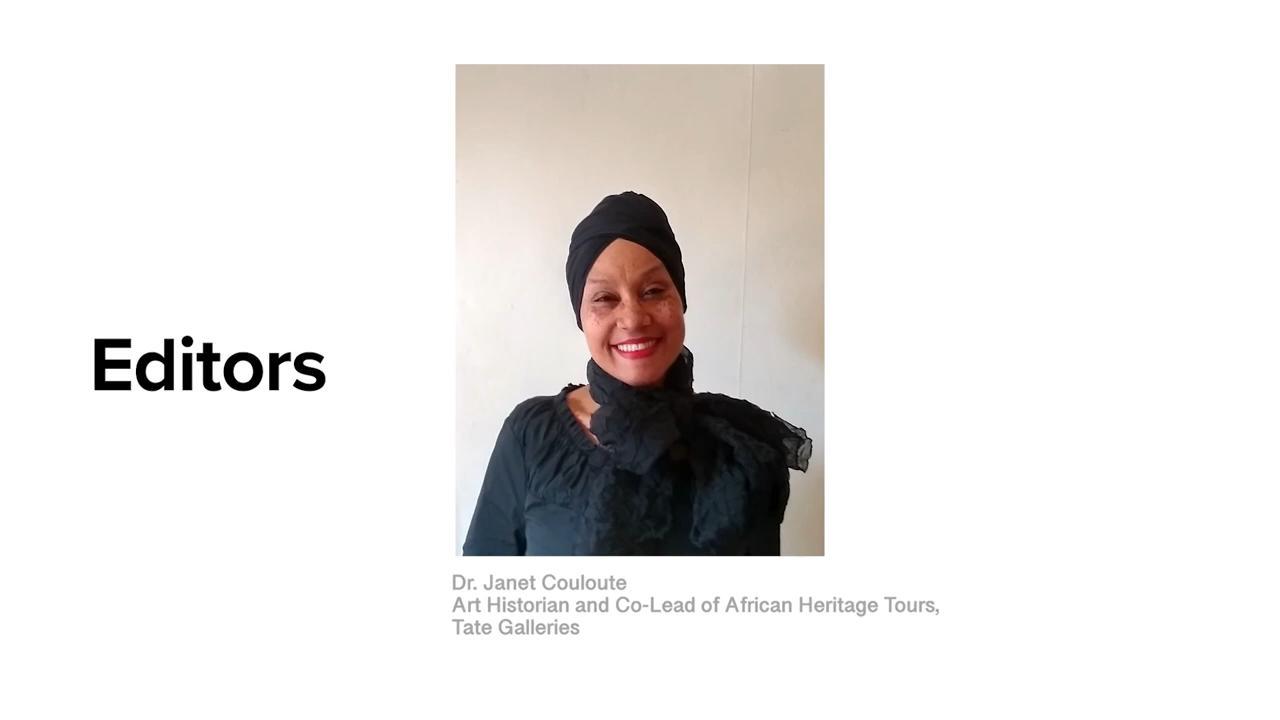 Editors
Dr. Janet Couloute
Art Historian and Co-Lead of African Heritage Tours,
Tate Galleries